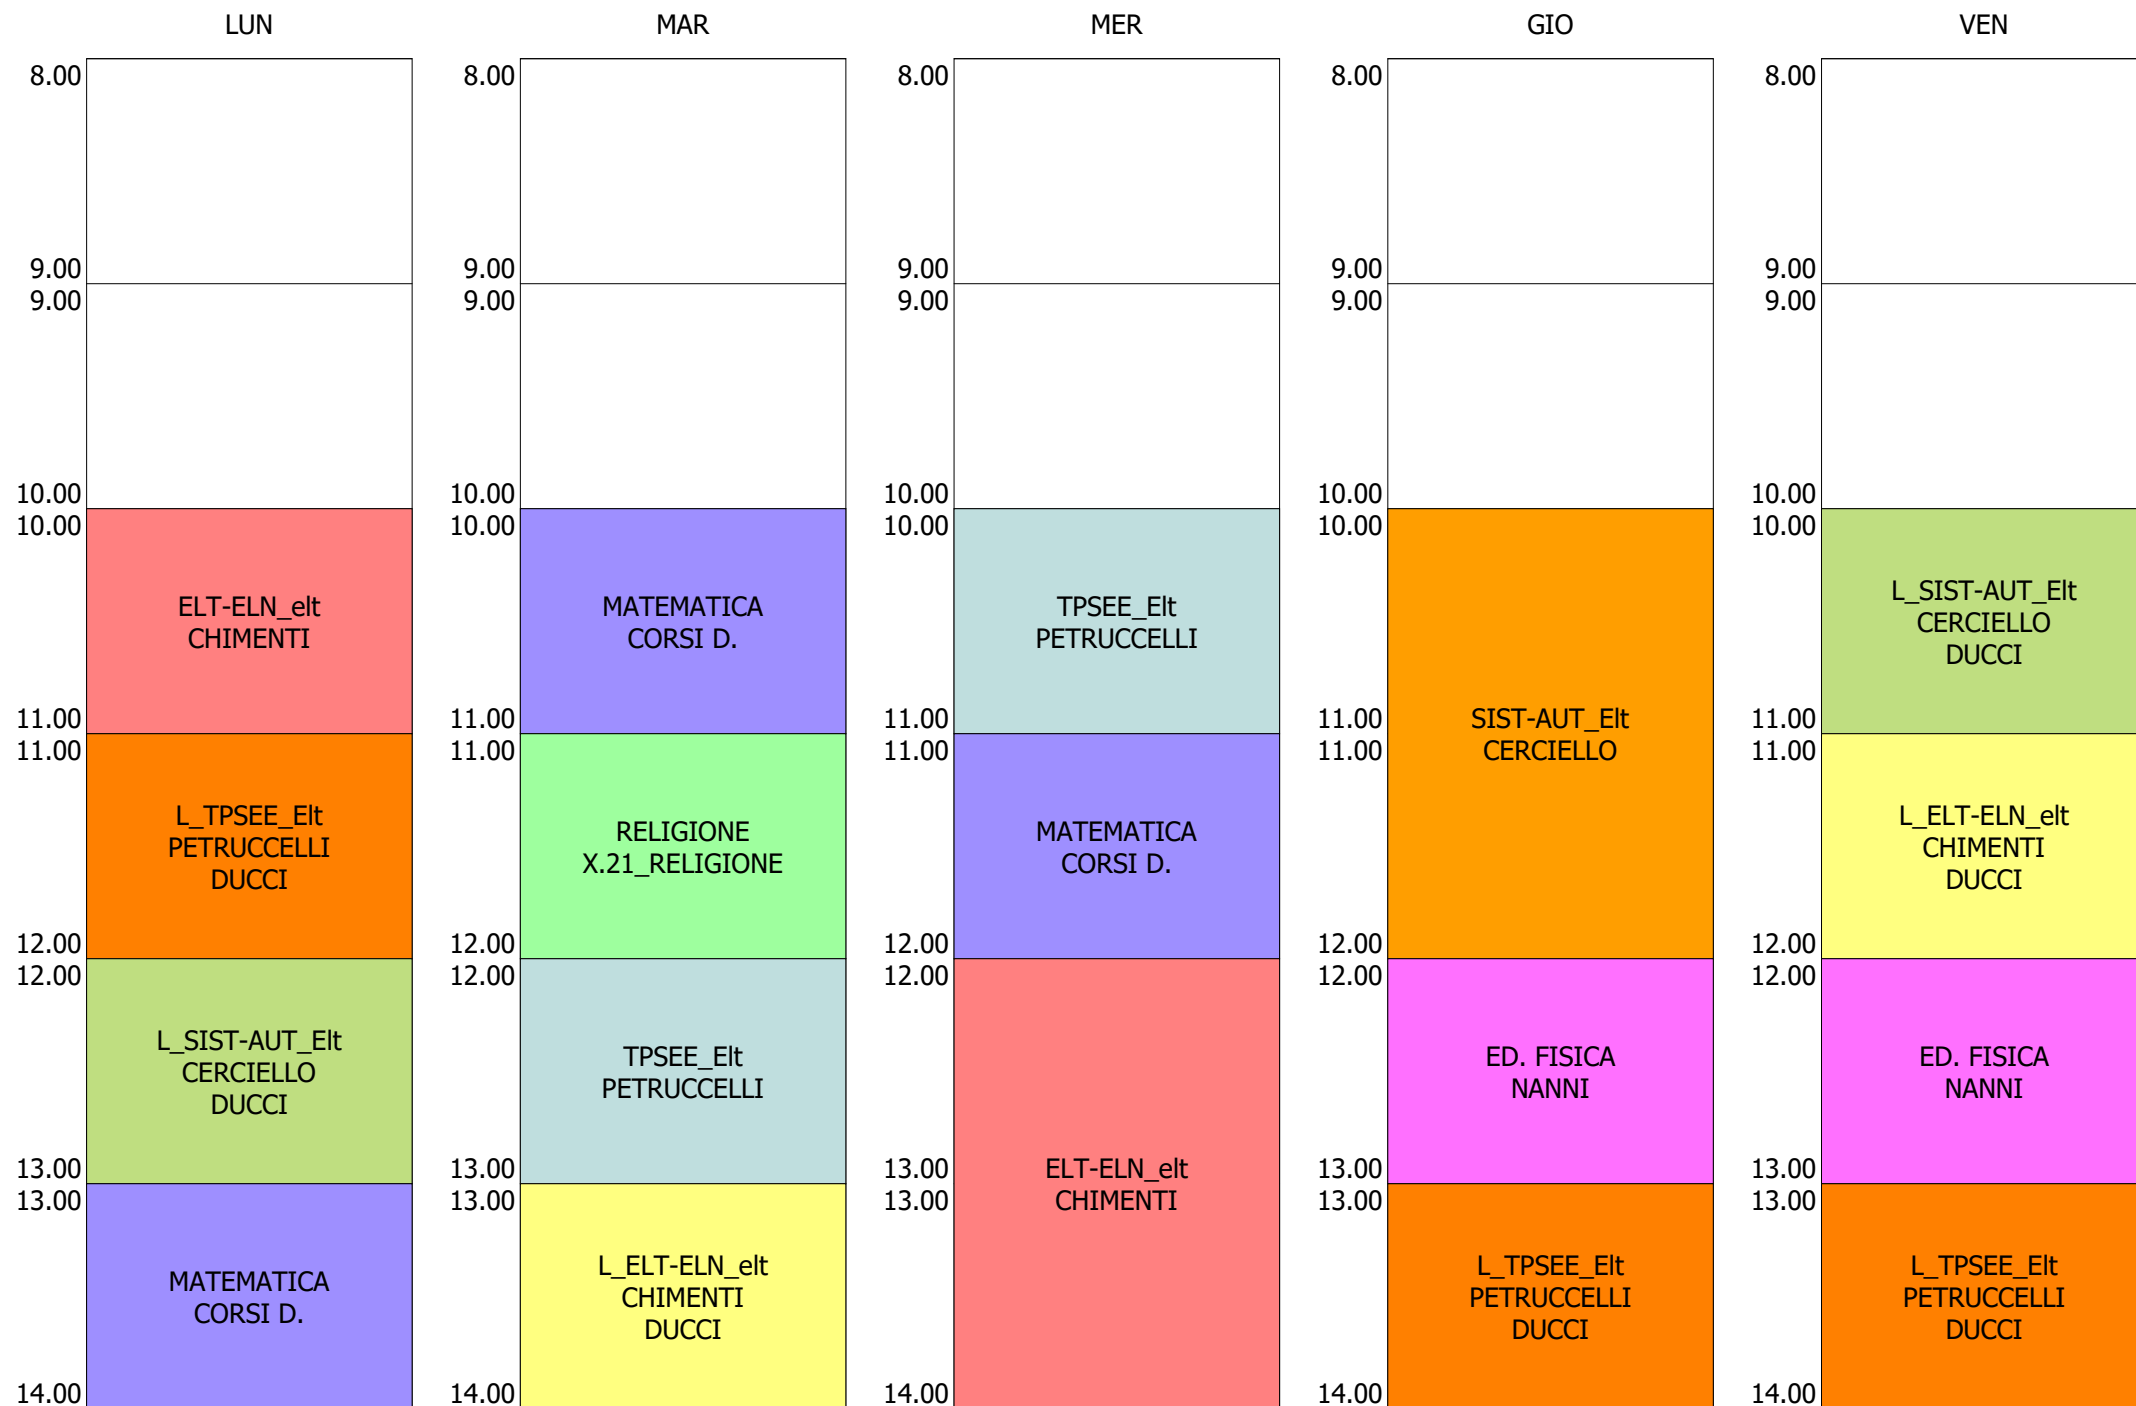 LUN
MAR
MER
GIO
VEN
8.00
8.00
8.00
8.00
8.00
9.00
9.00
9.00
9.00
9.00
9.00
9.00
9.00
9.00
9.00
10.00
10.00
10.00
10.00
10.00
10.00
10.00
10.00
10.00
10.00
ELT-ELN_elt
CHIMENTI
MATEMATICA
CORSI D.
TPSEE_Elt
PETRUCCELLI
SIST-AUT_Elt
CERCIELLO
L_SIST-AUT_Elt
CERCIELLO
DUCCI
11.00
11.00
11.00
11.00
11.00
11.00
11.00
11.00
11.00
11.00
L_TPSEE_Elt
PETRUCCELLI
DUCCI
RELIGIONE
X.21_RELIGIONE
MATEMATICA
CORSI D.
L_ELT-ELN_elt
CHIMENTI
DUCCI
12.00
12.00
12.00
12.00
12.00
12.00
12.00
12.00
12.00
12.00
L_SIST-AUT_Elt
CERCIELLO
DUCCI
TPSEE_Elt
PETRUCCELLI
ELT-ELN_elt
CHIMENTI
ED. FISICA
NANNI
ED. FISICA
NANNI
13.00
13.00
13.00
13.00
13.00
13.00
13.00
13.00
13.00
13.00
MATEMATICA
CORSI D.
L_ELT-ELN_elt
CHIMENTI
DUCCI
L_TPSEE_Elt
PETRUCCELLI
DUCCI
L_TPSEE_Elt
PETRUCCELLI
DUCCI
14.00
14.00
14.00
14.00
14.00